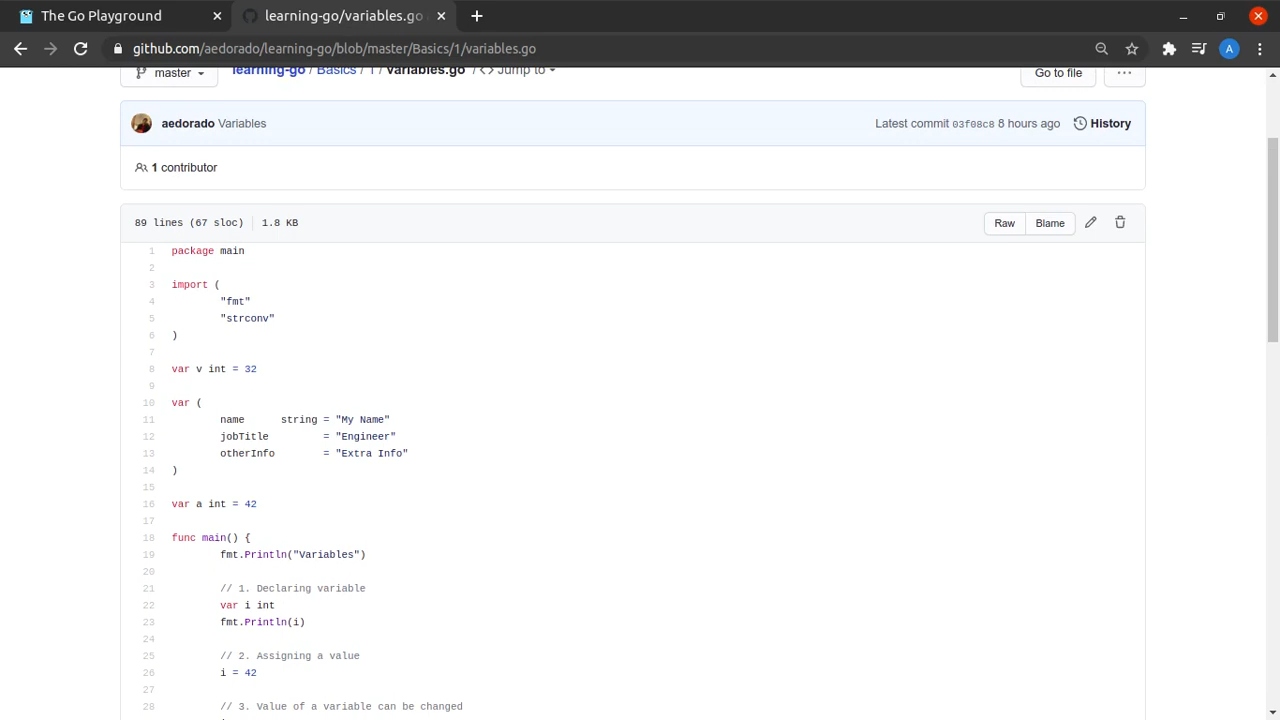 The Go Playground
learning-go/variables.go
github.com/aedorado/learning-go/blob/master/Basics/1/variables.go
A
master
learning-go / Basics / 1 / variables.go / <> Jump to
Go to file
...
aedorado Variables
Latest commit 03f08c8 8 hours ago
History
1 contributor
89 lines (67 sloc) 1.8 KB
Raw
Blame
1 package main
2
3 import (
4 "fmt"
5 "strconv"
6 )
7
8 var v int = 32
9
10 var (
11 name string = "My Name"
12 jobTitle = "Engineer"
13 otherInfo = "Extra Info"
14 )
15
16 var a int = 42
17
18 func main() {
19 fmt.Println("Variables")
20
21 // 1. Declaring variable
22 var i int
23 fmt.Println(i)
24
25 // 2. Assigning a value
26 i = 42
27
28 // 3. Value of a variable can be changed